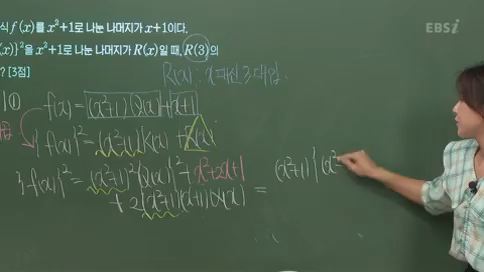 식 f(x)를 x²+1로 나눈 나머지가 x+1이다.
(x)}²을 x²+1로 나눈 나머지가 R(x)일 때, R(3)의
? [3점]
EBSi
R(x) : x대신 3 대입.
f(x) = (x²+1)Q(x)+x+1
{f(x)}² = (x²+1)K(x) + R(x)
{f(x)}² = (x²+1)²{Q(x)}²+x²+2x+1
+ 2(x²+1)(x+1)Q(x) = (x²+1){(x²